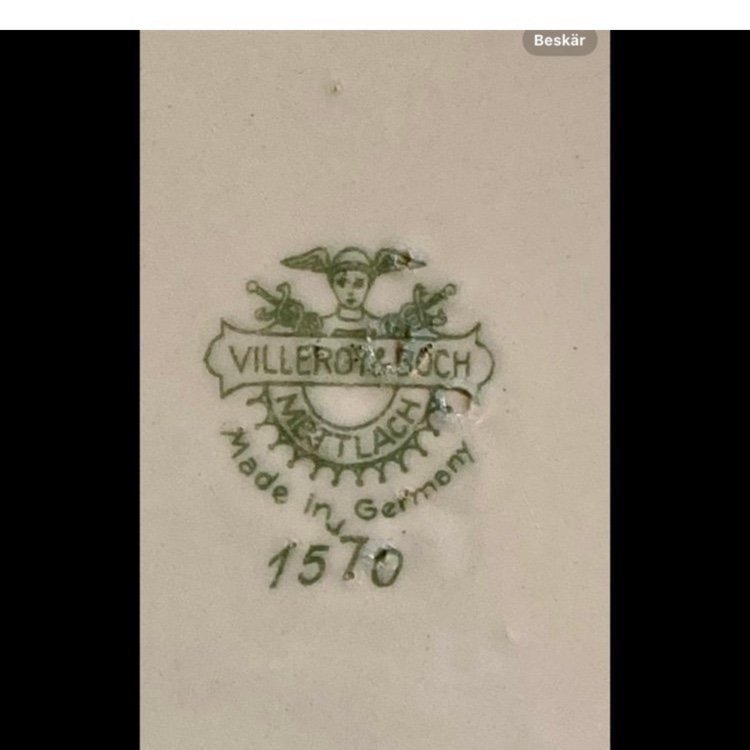 Beskär
VILLEROY & BOCH
METTLACH
Made in Germany
1570